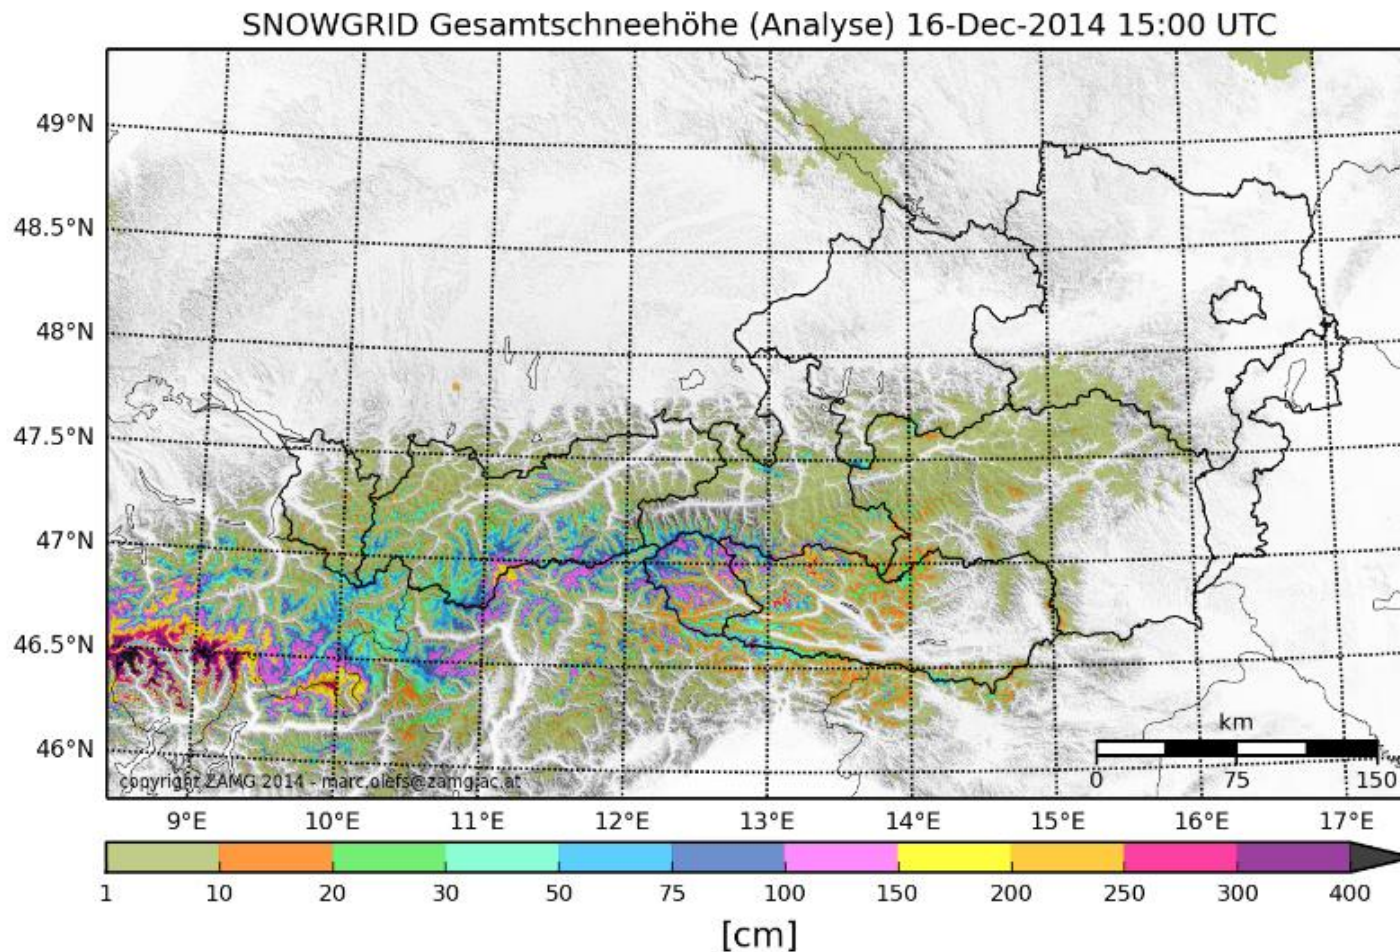 SNOWGRID Gesamtschneehöhe (Analyse) 16-Dec-2014 15:00 UTC
49°N
48.5°N
48°N
47.5°N
47°N
46.5°N
46°N
km
0 75 150
copyright ZAMG 2014 - marc.olefs@zamg.ac.at
9°E 10°E 11°E 12°E 13°E 14°E 15°E 16°E 17°E
1 10 20 30 50 75 100 150 200 250 300 400
[cm]